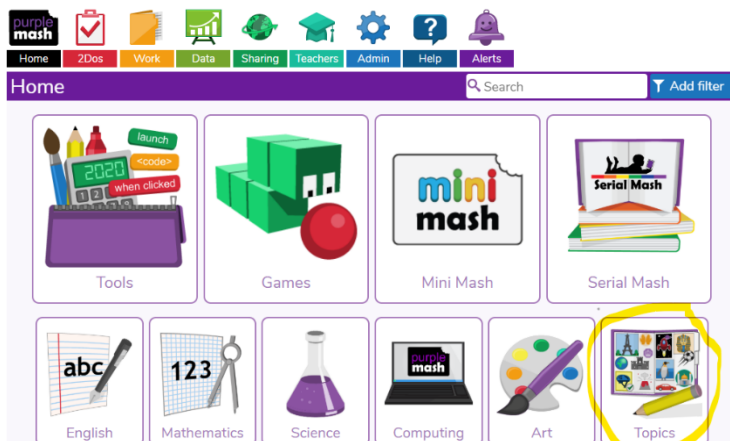 purple
mash
?
Home
2Dos
Work
Data
Sharing
Teachers
Admin
Help
Alerts
Home
Search
Add filter
launch
<code>
when clicked
2020
1 2
Tools
Games
mini
mash
Mini Mash
Serial Mash
Serial Mash
abc
English
123
Mathematics
Science
purple
mash
Computing
Art
Topics